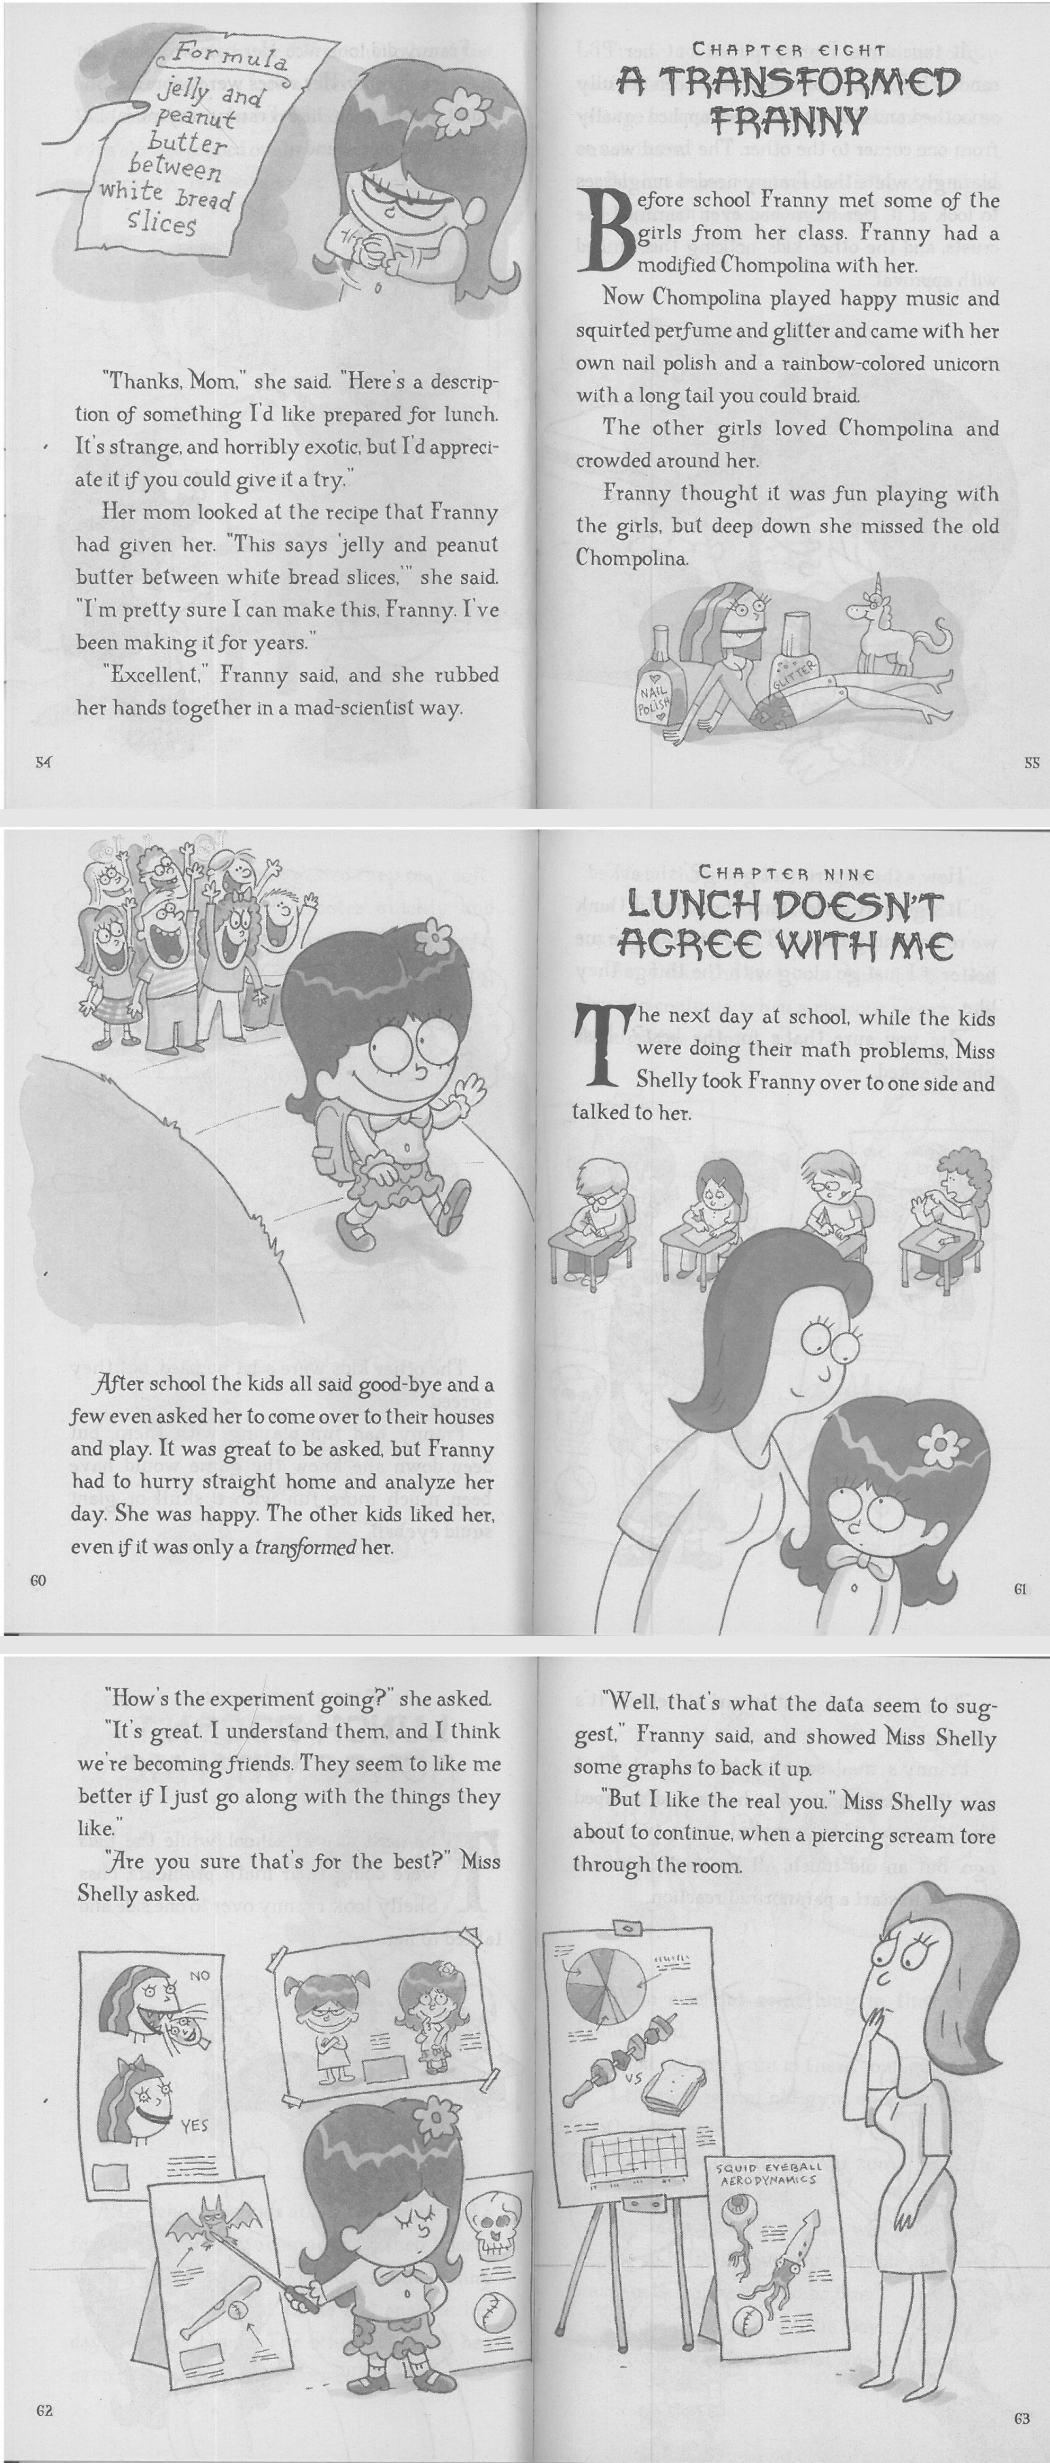 Formula
jelly and
peanut
butter
between
white bread
slices
"Thanks, Mom," she said. "Here's a descrip-
tion of something I'd like prepared for lunch.
It's strange, and horribly exotic, but I'd appreci-
ate it if you could give it a try."
Her mom looked at the recipe that Franny
had given her. "This says 'jelly and peanut
butter between white bread slices,'" she said.
"I'm pretty sure I can make this, Franny. I've
been making it for years."
"Excellent," Franny said, and she rubbed
her hands together in a mad-scientist way.
54
CHAPTER EIGHT
A TRANSFORMED
FRANNY
Before school Franny met some of the
girls from her class. Franny had a
modified Chompolina with her.
Now Chompolina played happy music and
squirted perfume and glitter and came with her
own nail polish and a rainbow-colored unicorn
with a long tail you could braid.
The other girls loved Chompolina and
crowded around her.
Franny thought it was fun playing with
the girls, but deep down she missed the old
Chompolina.
NAIL
POLISH
GLITTER
55
After school the kids all said good-bye and a
few even asked her to come over to their houses
and play. It was great to be asked, but Franny
had to hurry straight home and analyze her
day. She was happy. The other kids liked her,
even if it was only a transformed her.
60
CHAPTER NINE
LUNCH DOESN'T
AGREE WITH ME
The next day at school, while the kids
were doing their math problems, Miss
Shelly took Franny over to one side and
talked to her.
61
"How's the experiment going?" she asked.
"It's great. I understand them, and I think
we're becoming friends. They seem to like me
better if I just go along with the things they
like."
"Are you sure that's for the best?" Miss
Shelly asked.
NO
YES
62
"Well, that's what the data seem to sug-
gest," Franny said, and showed Miss Shelly
some graphs to back it up.
"But I like the real you." Miss Shelly was
about to continue, when a piercing scream tore
through the room.
VS
SQUID EYEBALL
AERODYNAMICS
63